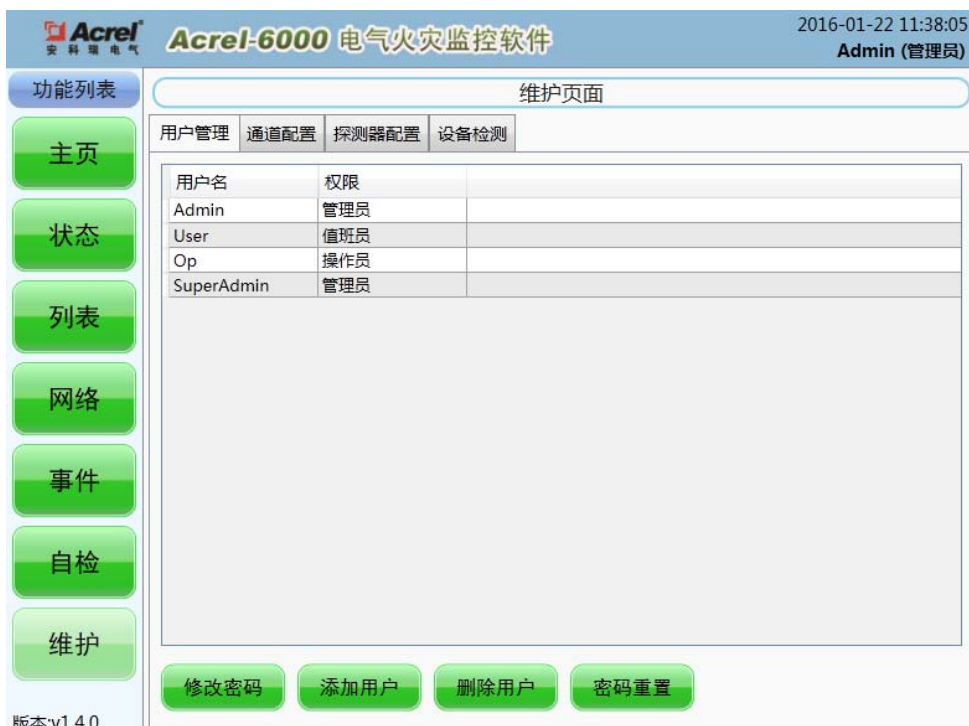 Acrel
安科瑞电气
Acrel-6000 电气火灾监控软件
2016-01-22 11:38:05
Admin (管理员)
功能列表
主页
状态
列表
网络
事件
自检
维护
版本:v1.4.0
维护页面
用户管理 通道配置 探测器配置 设备检测
用户名 权限
Admin 管理员
User 值班员
Op 操作员
SuperAdmin 管理员
修改密码 添加用户 删除用户 密码重置